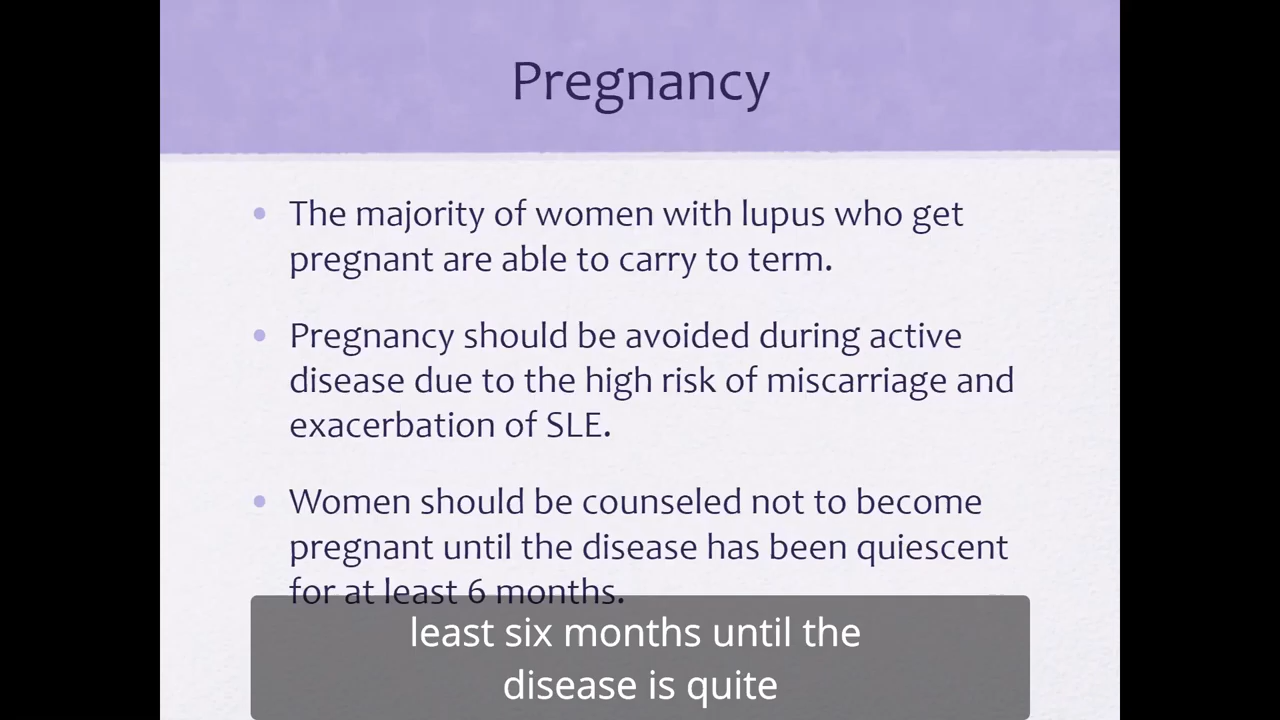 Pregnancy
• The majority of women with lupus who get
pregnant are able to carry to term.
• Pregnancy should be avoided during active
disease due to the high risk of miscarriage and
exacerbation of SLE.
• Women should be counseled not to become
pregnant until the disease has been quiescent
for at least 6 months.
least six months until the
disease is quite